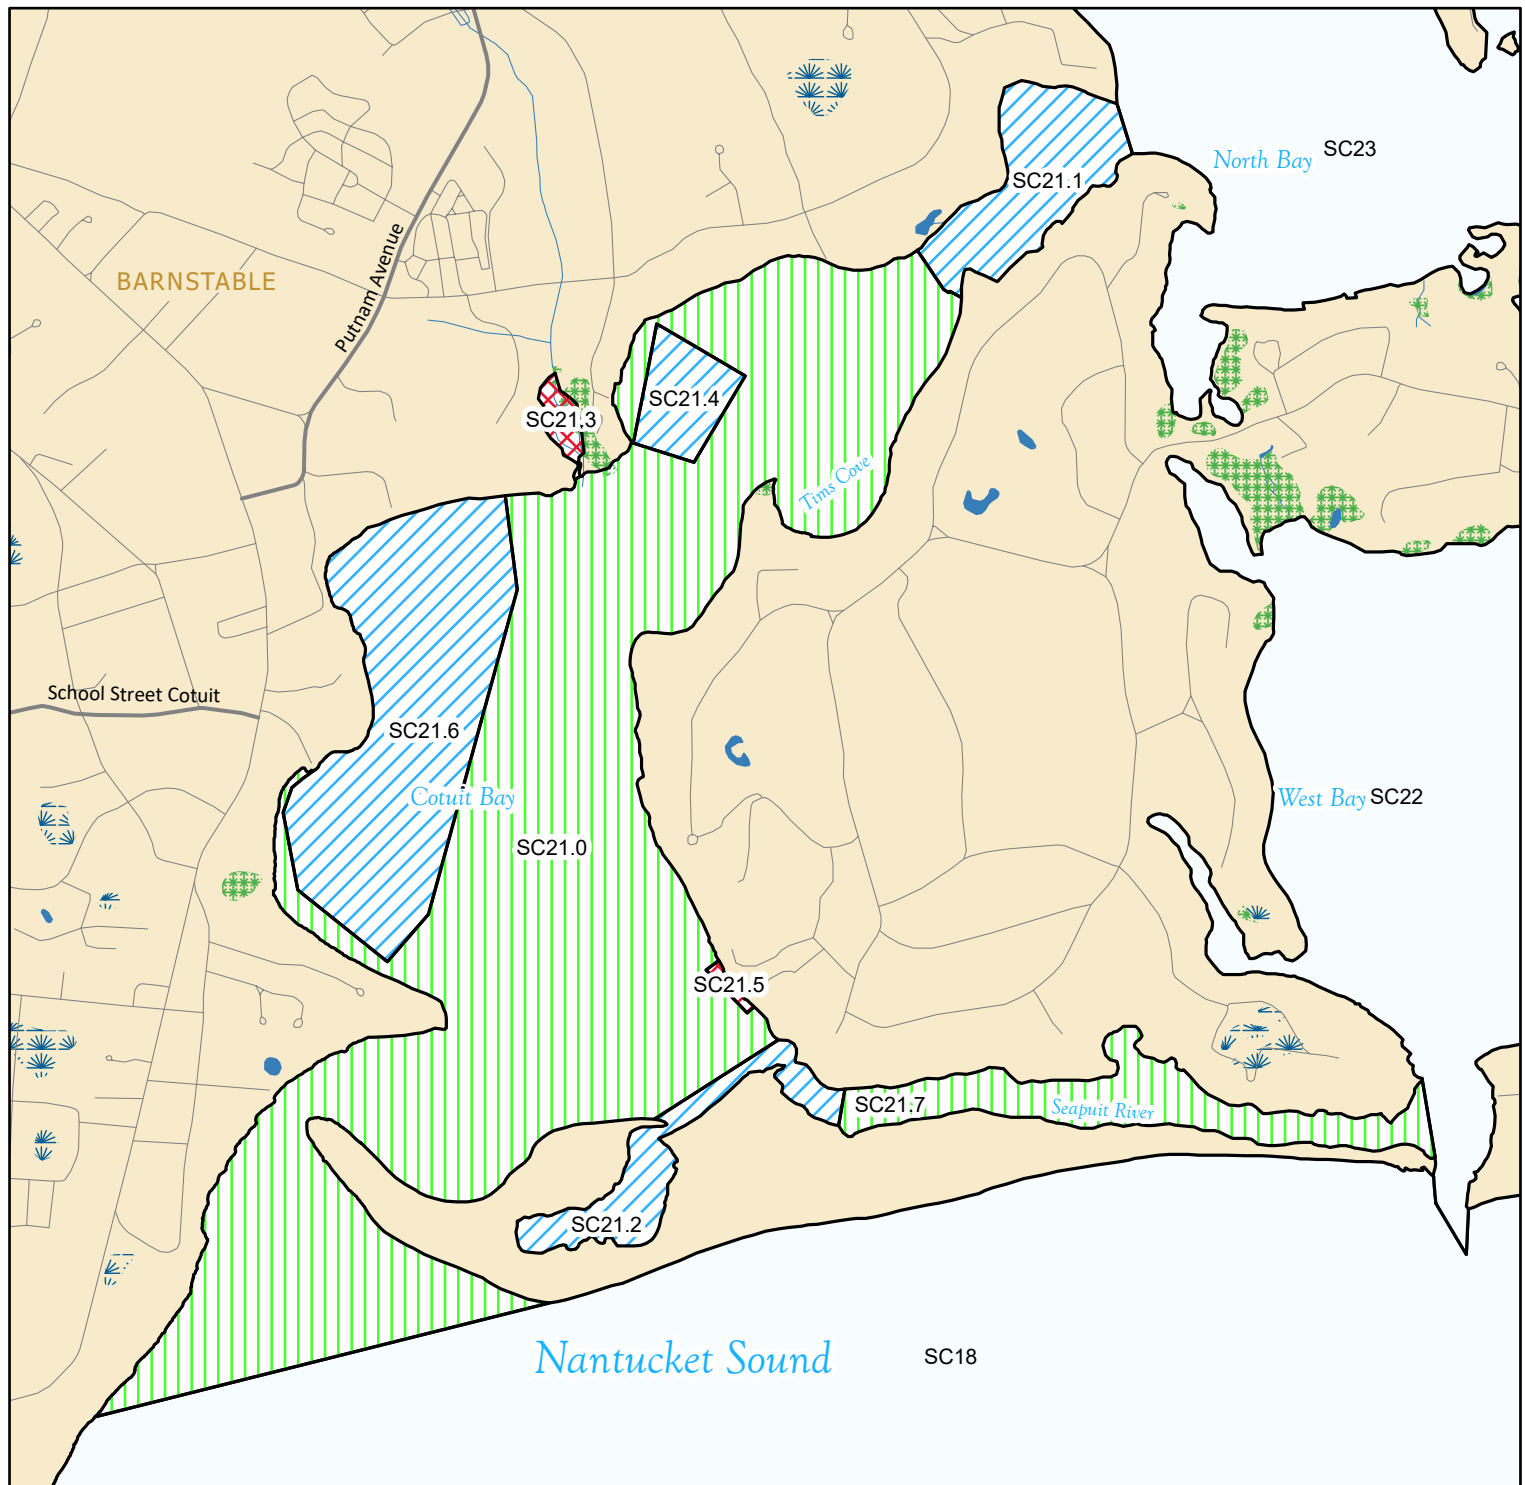 North Bay
SC23
SC21.1
BARNSTABLE
Putnam Avenue
SC21.4
SC21.3
Tims Cove
School Street Cotuit
SC21.6
Cotuit Bay
West Bay
SC22
SC21.0
SC21.5
SC21.7
Seapuit River
SC21.2
Nantucket Sound
SC18